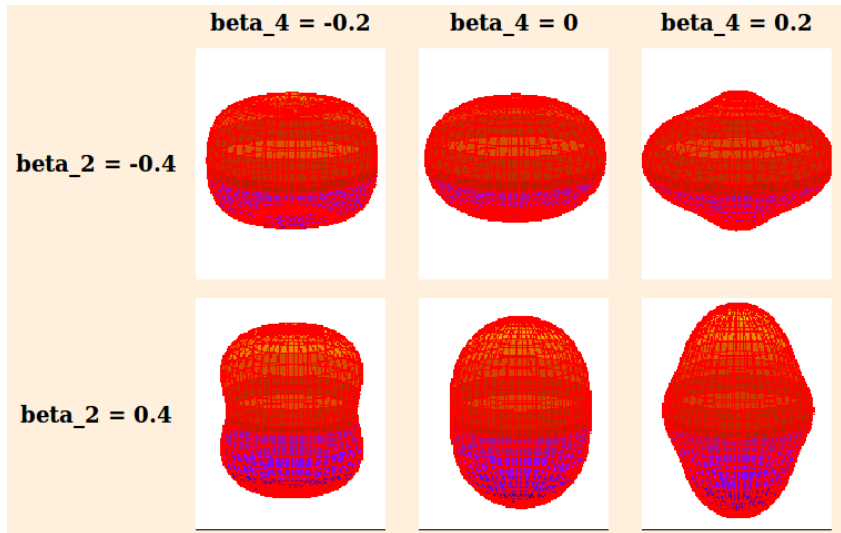 beta_4 = -0.2 beta_4 = 0 beta_4 = 0.2
beta_2 = -0.4
beta_2 = 0.4